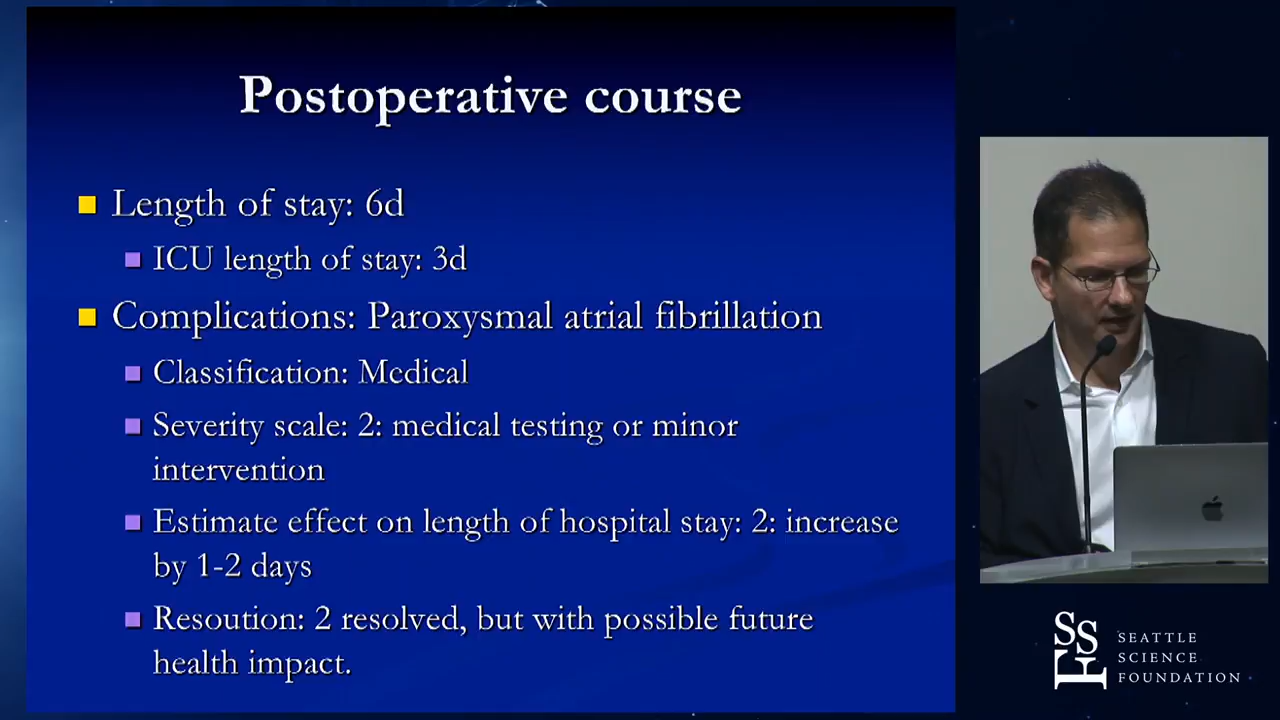 Postoperative course
Length of stay: 6d
ICU length of stay: 3d
Complications: Paroxysmal atrial fibrillation
Classification: Medical
Severity scale: 2: medical testing or minor
intervention
Estimate effect on length of hospital stay: 2: increase
by 1-2 days
Resoution: 2 resolved, but with possible future
health impact.
SSF
SEATTLE
SCIENCE
FOUNDATION